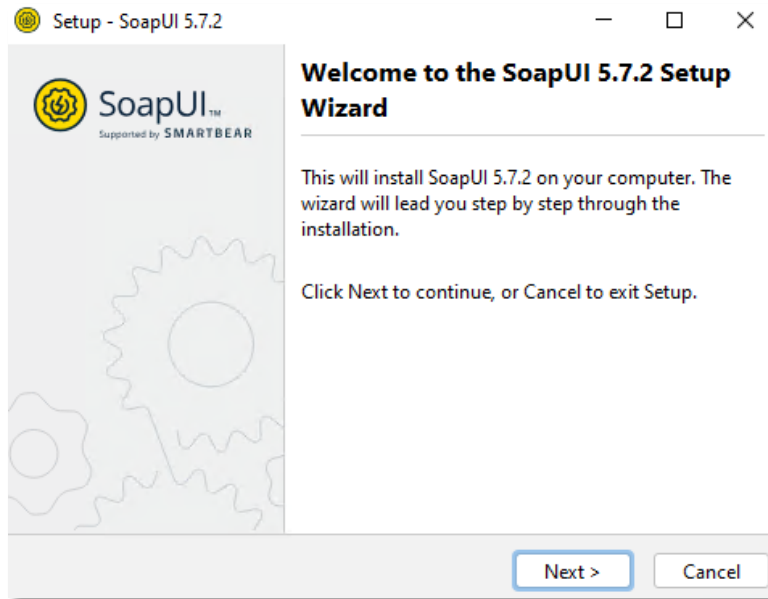 Setup - SoapUI 5.7.2
SoapUI™
Supported by SMARTBEAR
Welcome to the SoapUI 5.7.2 Setup
Wizard
This will install SoapUI 5.7.2 on your computer. The
wizard will lead you step by step through the
installation.
Click Next to continue, or Cancel to exit Setup.
Next >
Cancel